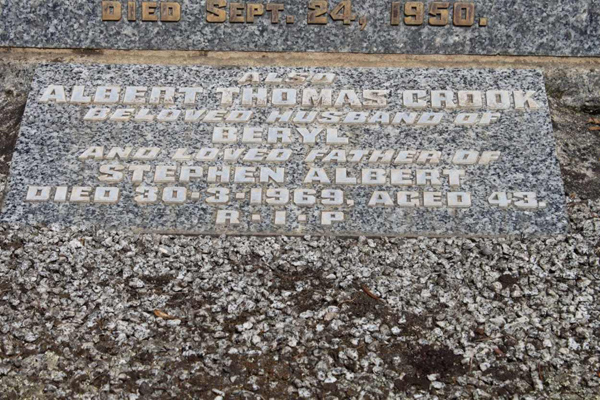 DIED SEPT. 24, 1950.
ALSO
ALBERT THOMAS CROOK
BELOVED HUSBAND OF
BERYL
AND LOVED FATHER OF
STEPHEN ALBERT
DIED 30-3-1969. AGED 43.
R.I.P